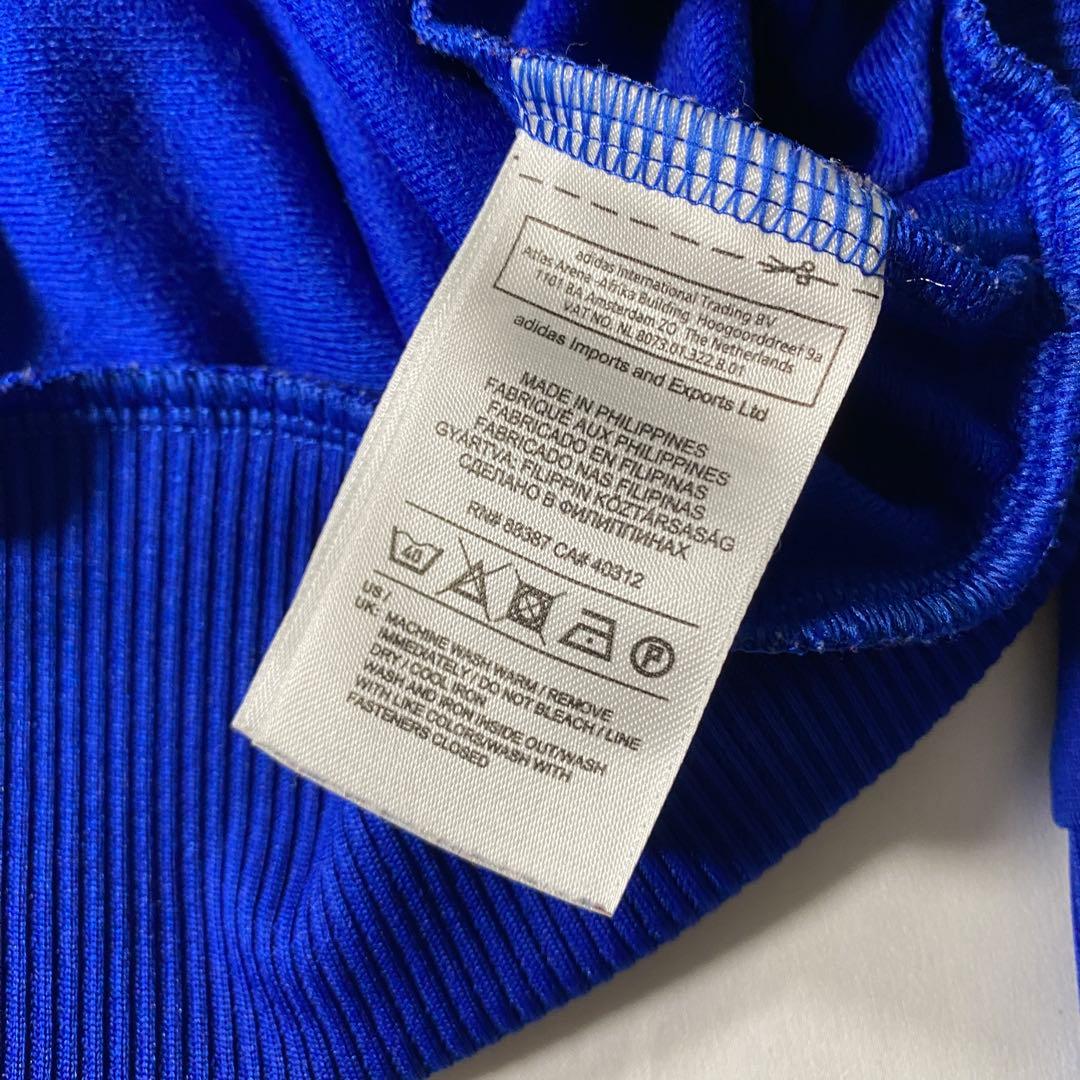 adidas International Trading BV
Atlas Arena -Afrika Building, Hoogoorddreef 9a
1101 BA Amsterdam ZO, The Netherlands
VAT NO. NL 8073.01.322.B.01
adidas Imports and Exports Ltd
MADE IN PHILIPPINES
FABRIQUÉ AUX PHILIPPINES
FABRICADO EN FILIPINAS
FABRICADO NAS FILIPINAS
GYÁRTVA: FILIPPIN KÖZTÁRSASÁG
СДЕЛАНО В ФИЛИППИНАХ
RN# 88387 CA# 40312
40 P
US /
UK: MACHINE WASH WARM / REMOVE
IMMEDIATELY / DO NOT BLEACH / LINE
DRY / COOL IRON
WASH AND IRON INSIDE OUT/WASH
WITH LIKE COLORS/WASH WITH
FASTENERS CLOSED